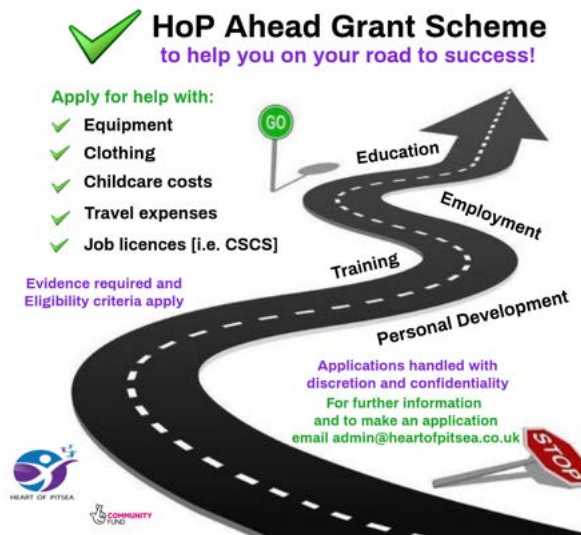 HoP Ahead Grant Scheme
to help you on your road to success!
Apply for help with:
Equipment
Clothing
Childcare costs
Travel expenses
Job licences [i.e. CSCS]
Evidence required and
Eligibility criteria apply
GO
Education
Employment
Training
Personal Development
Applications handled with
discretion and confidentiality
For further information
and to make an application
email admin@heartofpitsea.co.uk
STOP
HEART OF PITSEA
COMMUNITY
FUND